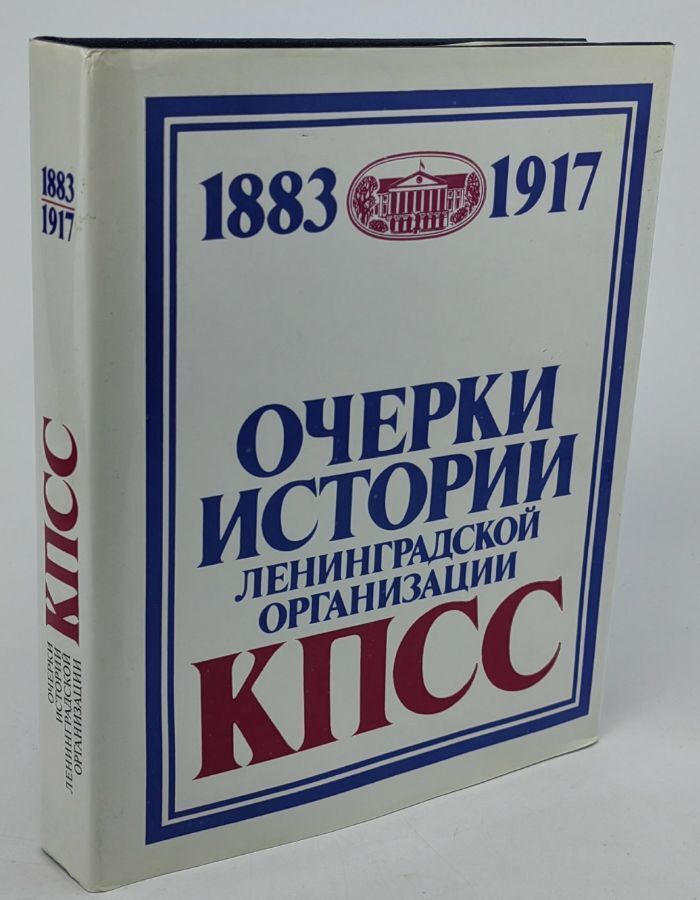 1883
1917
КПСС
ОЧЕРКИ
ИСТОРИИ
ЛЕНИНГРАДСКОЙ
ОРГАНИЗАЦИИ
1883 1917
ОЧЕРКИ
ИСТОРИИ
ЛЕНИНГРАДСКОЙ
ОРГАНИЗАЦИИ
КПСС